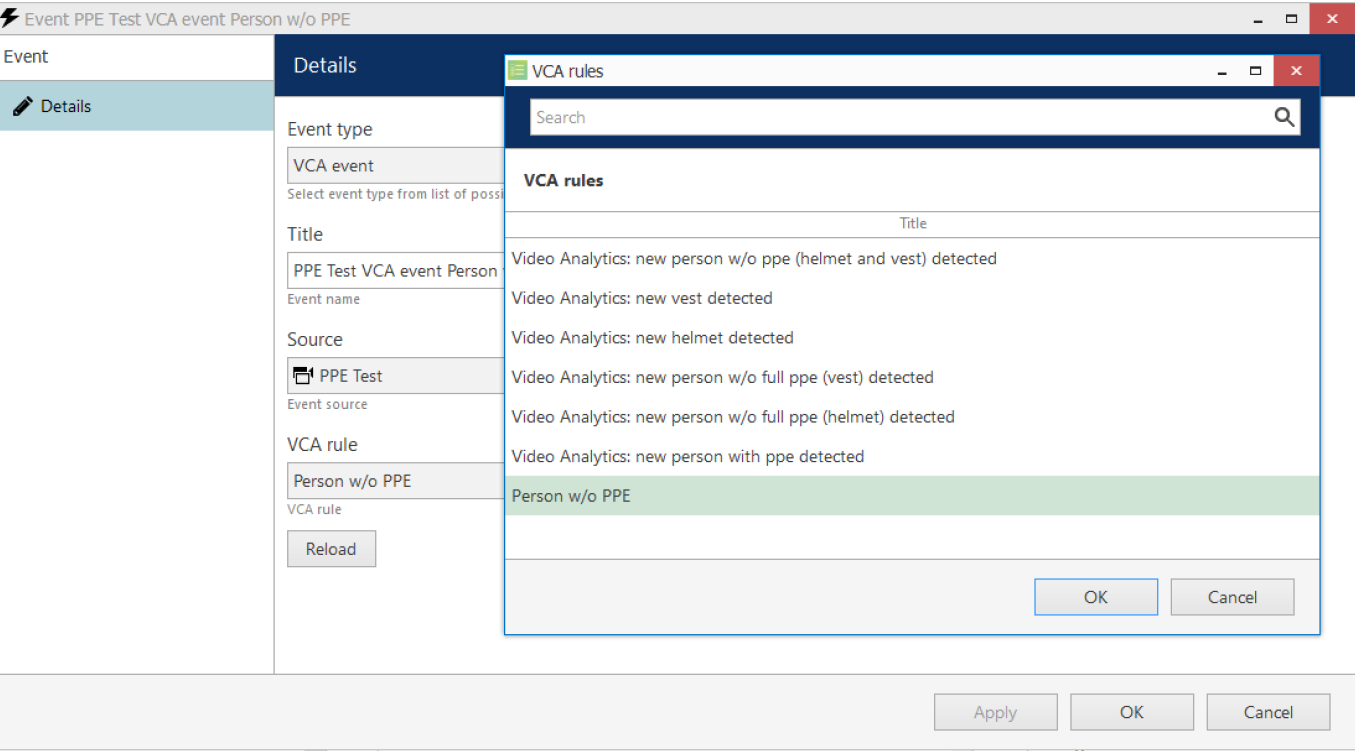 Event PPE Test VCA event Person w/o PPE
Event
Details
Details
Event type
VCA event
Select event type from list of possi
Title
PPE Test VCA event Person
Event name
Source
PPE Test
Event source
VCA rule
Person w/o PPE
VCA rule
Reload
VCA rules
Search
VCA rules
Title
Video Analytics: new person w/o ppe (helmet and vest) detected
Video Analytics: new vest detected
Video Analytics: new helmet detected
Video Analytics: new person w/o full ppe (vest) detected
Video Analytics: new person w/o full ppe (helmet) detected
Video Analytics: new person with ppe detected
Person w/o PPE
OK
Cancel
Apply
OK
Cancel